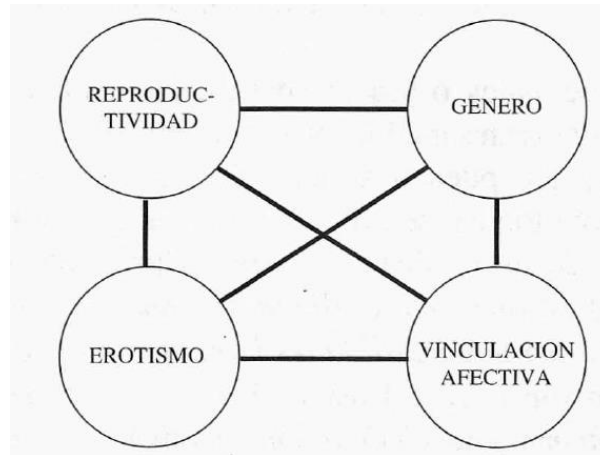 REPRODUC-
TIVIDAD
GENERO
EROTISMO
VINCULACION
AFECTIVA